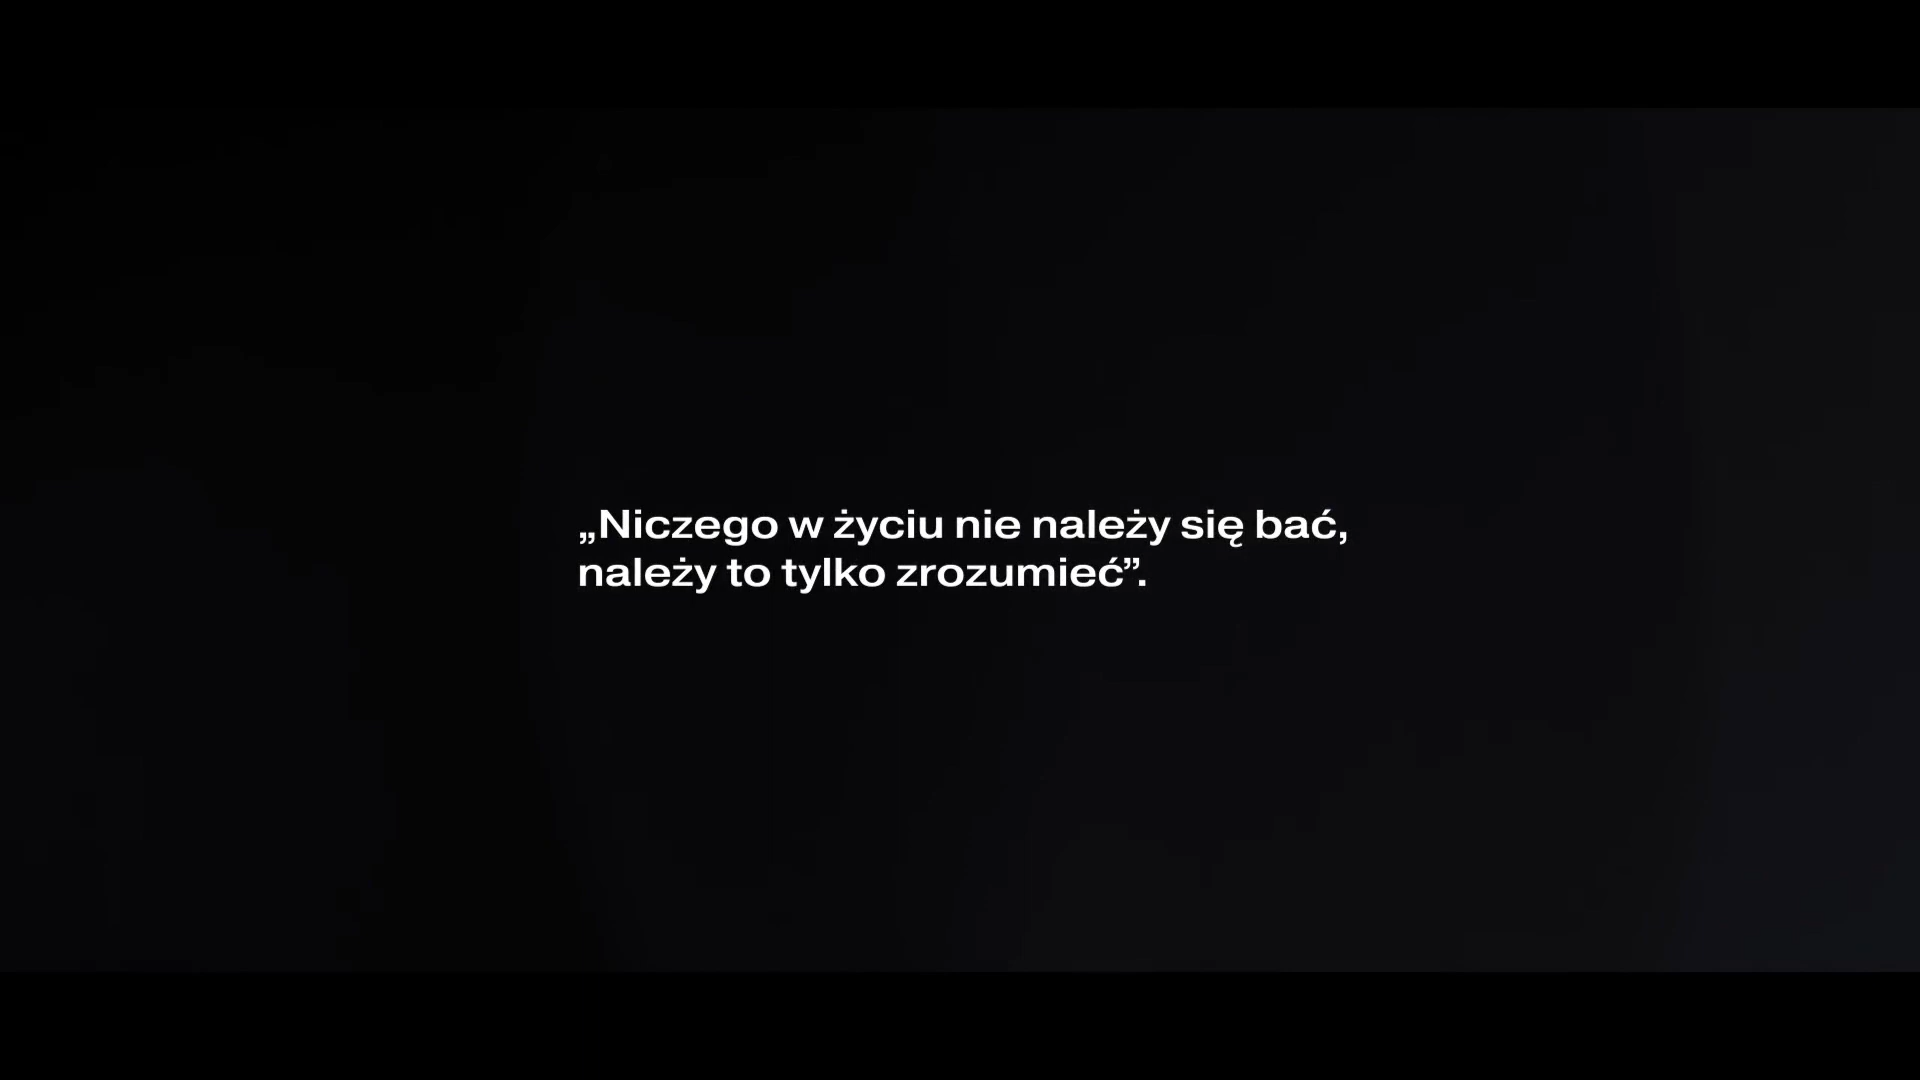 „Niczego w życiu nie należy się bać,
należy to tylko zrozumieć”.